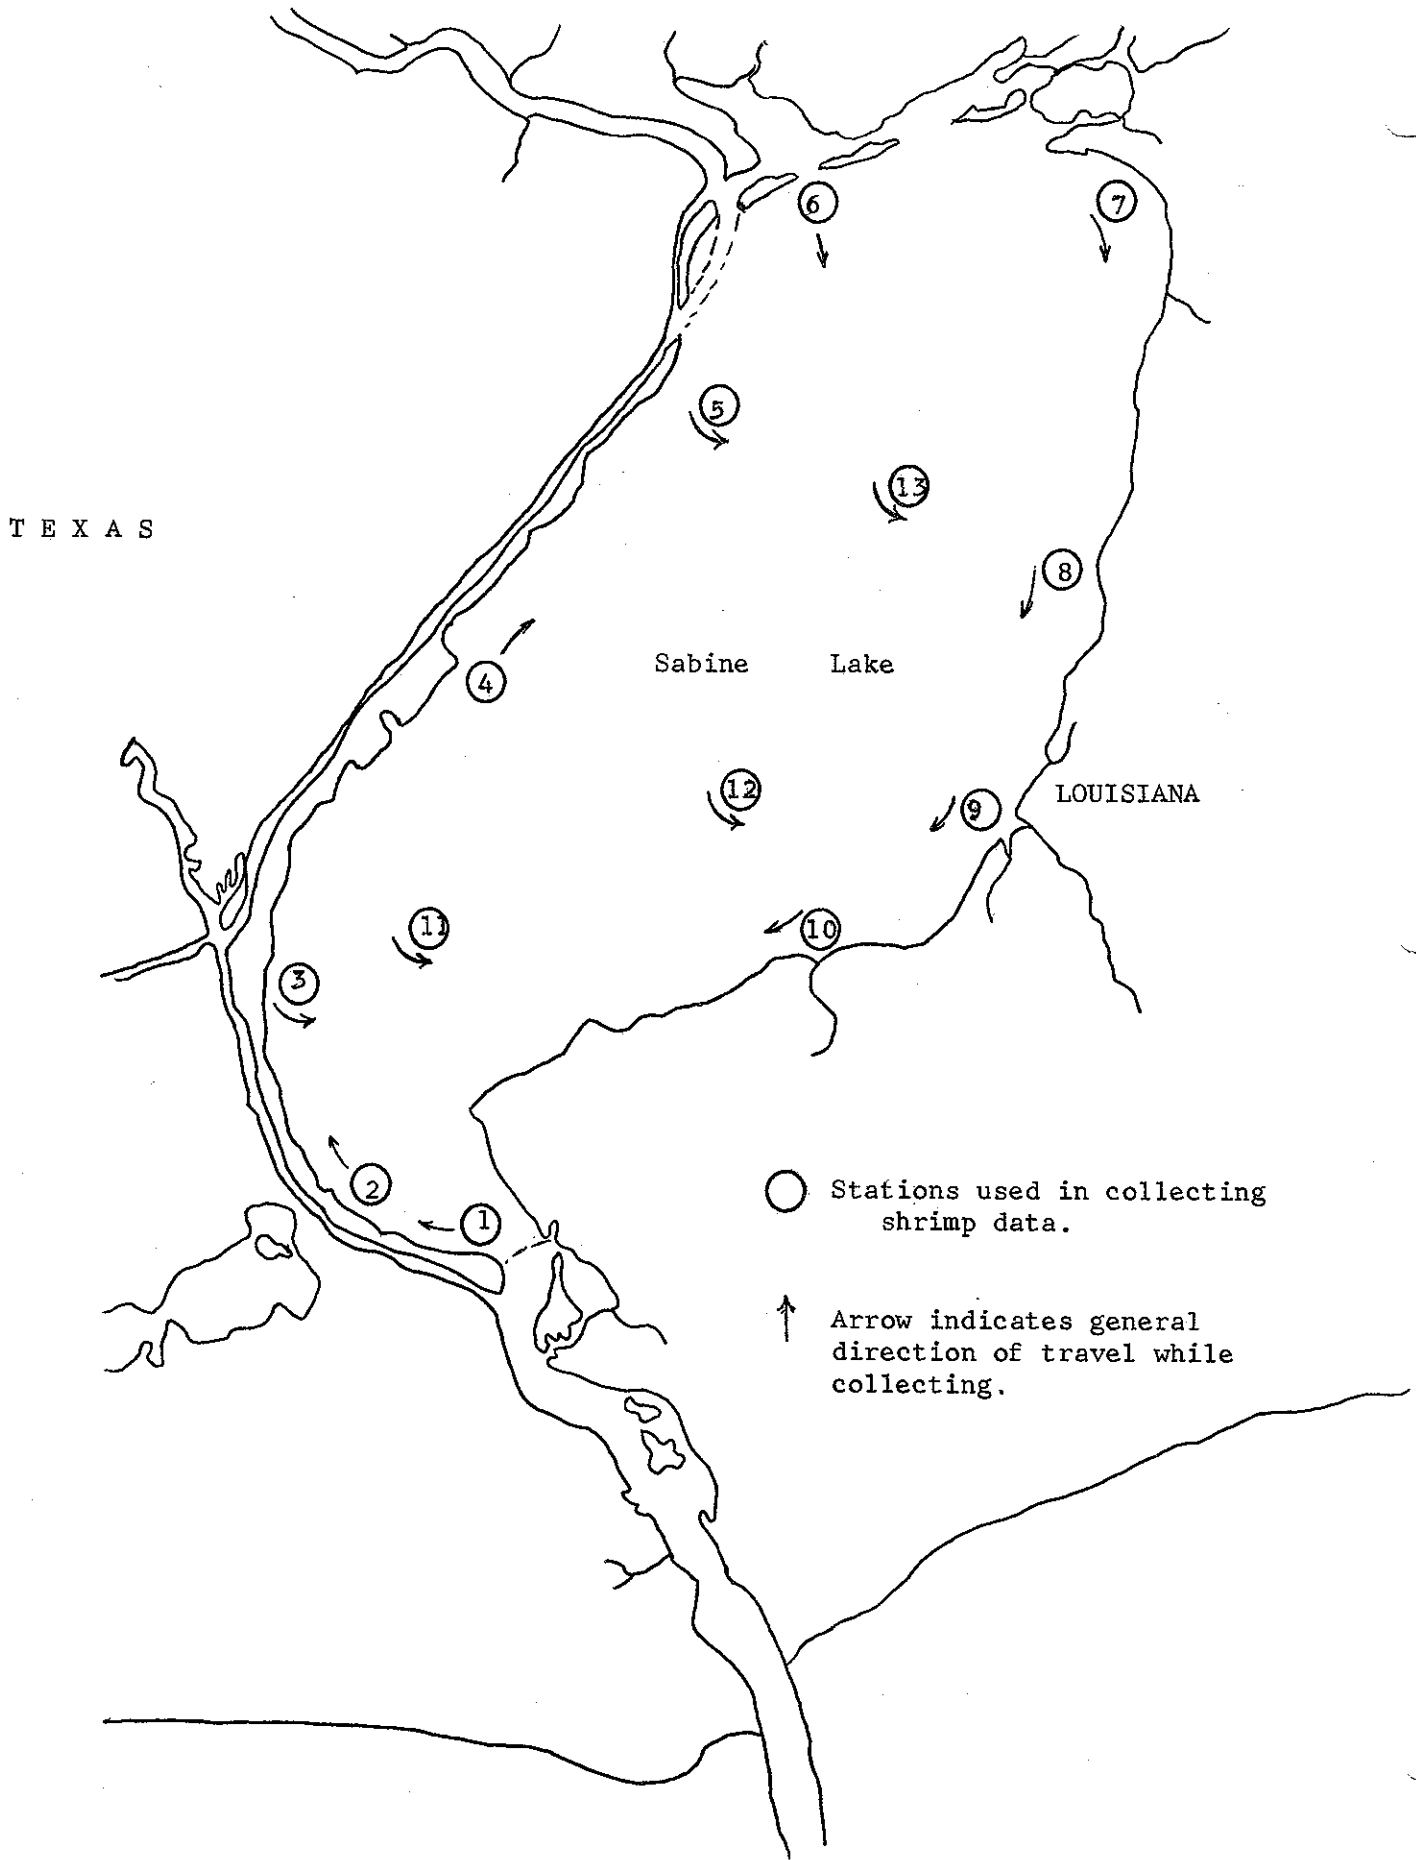 6
7
5
13
T E X A S
8
Sabine Lake
4
12
9
LOUISIANA
11
10
3
2
1
Stations used in collecting
shrimp data.
Arrow indicates general
direction of travel while
collecting.